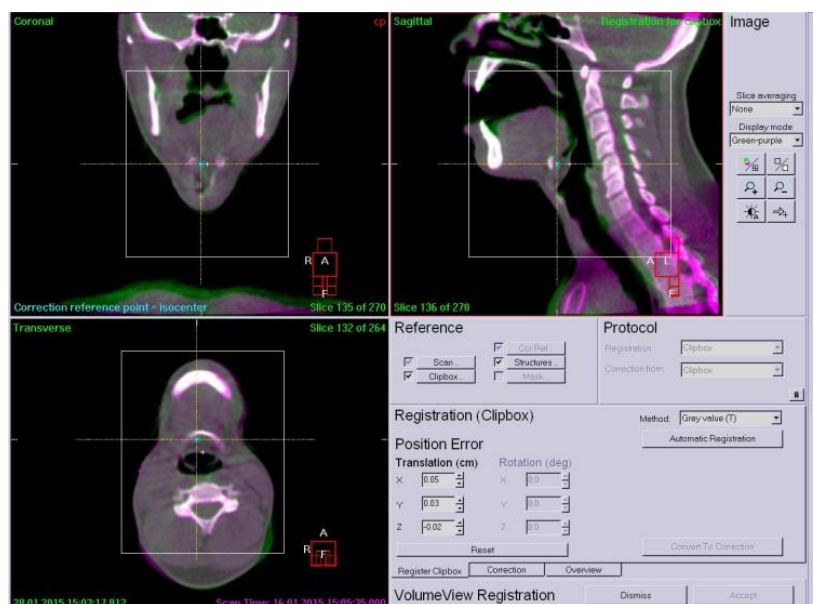 Coronal
cp
Correction reference point = isocenter
Slice 135 of 270
R
A
F
Sagittal
Registration for clipbox
Slice 136 of 270
A
L
F
Transverse
Slice 132 of 264
A
R
F
28.01.2015 15:03:17.812
Scan Time: 16.01.2015 15:05:35.000
Image
Slice averaging
None
Display mode
Green-purple
Reference
Scan...
Clipbox...
Cor Ref...
Structures...
Mask...
Protocol
Registration:
Clipbox
Correction from:
Clipbox
Registration (Clipbox)
Method:
Grey value (T)
Automatic Registration
Position Error
Translation (cm)
Rotation (deg)
X 0.05 X 0.0
Y 0.03 Y 0.0
Z -0.02 Z 0.0
Reset
Convert To Correction
Register Clipbox
Correction
Overview
VolumeView Registration
Dismiss
Accept